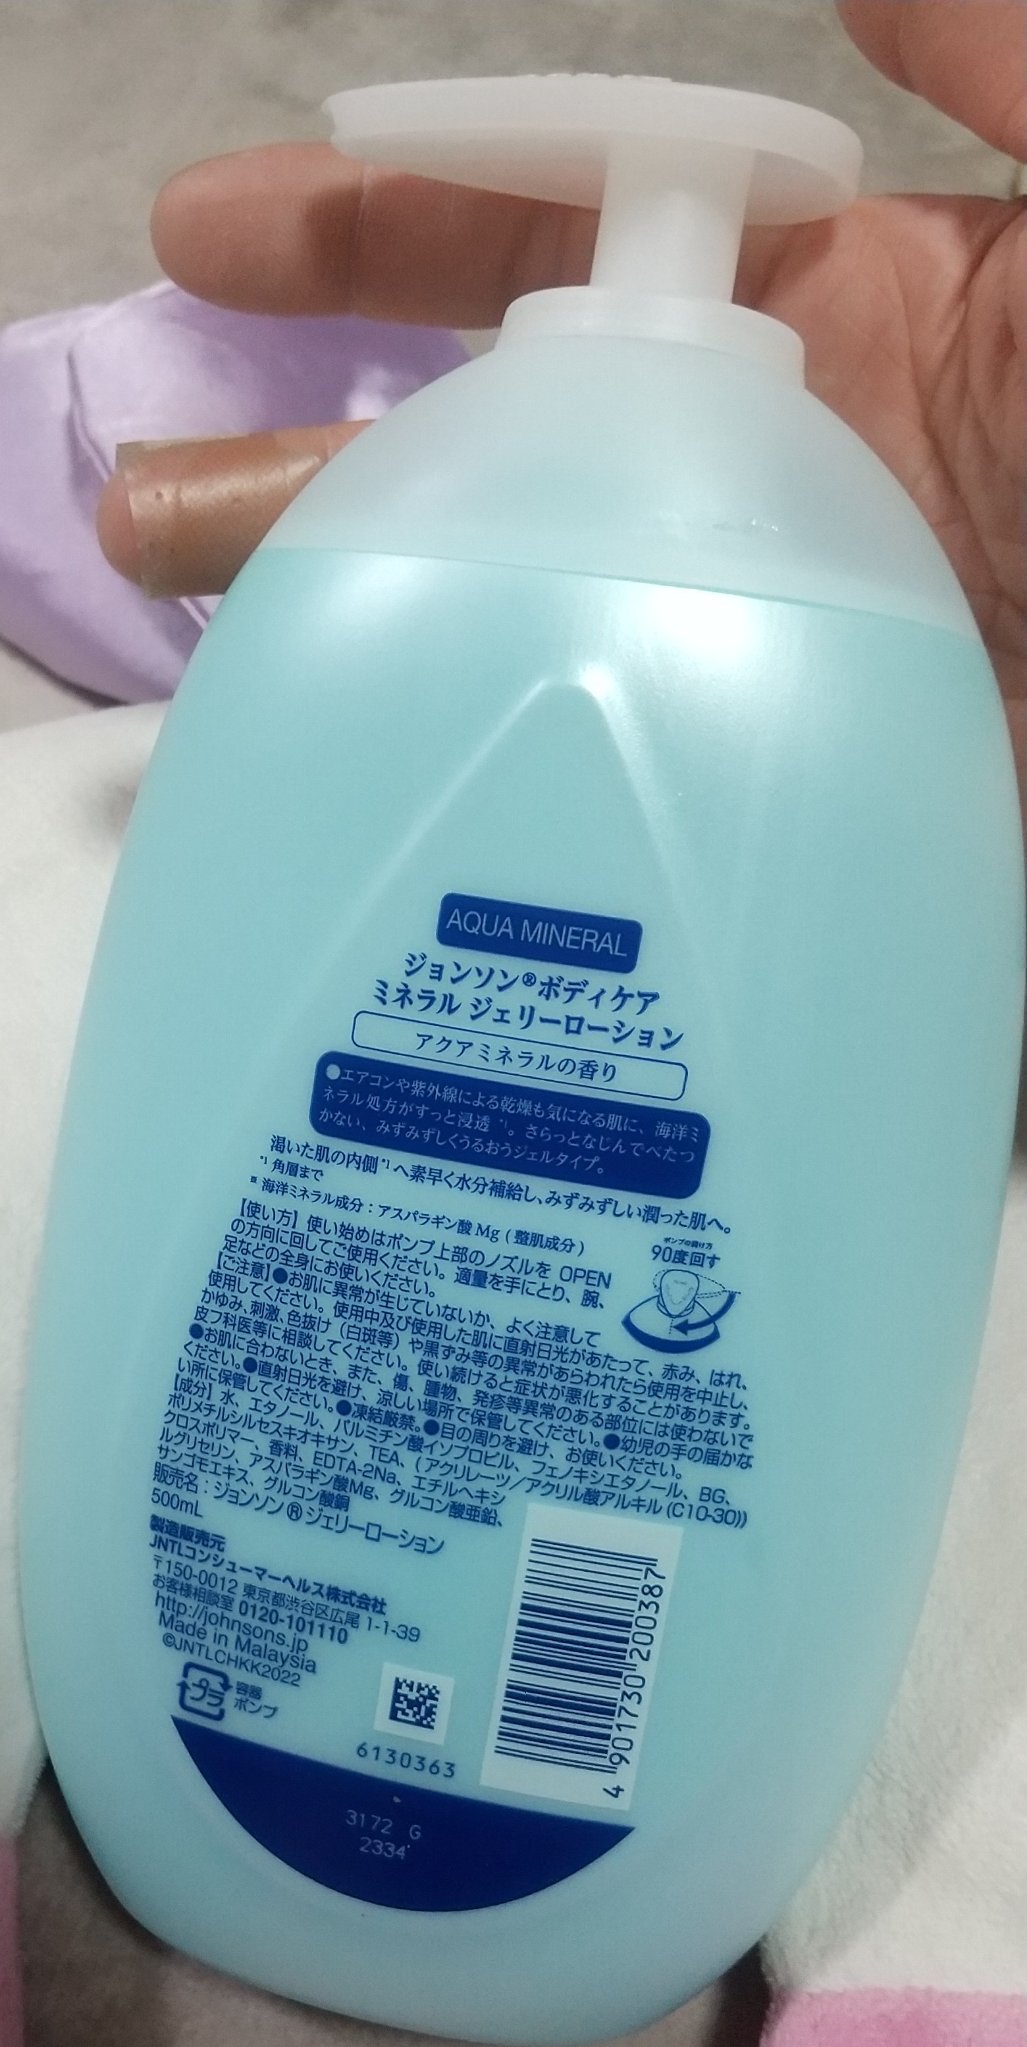 AQUA MINERAL
ジョンソン®ボディケア
ミネラル ジェリーローション
アクアミネラルの香り
●エアコンや紫外線による乾燥も気になる肌に、海洋ミ
ネラル処方がすっと浸透*1。さらっとなじんでべたつ
かない、みずみずしくうるおうジェルタイプ。
渇いた肌の内側*1へ素早く水分補給し、みずみずしい潤った肌へ。
*1 角層まで
※ 海洋ミネラル成分:アスパラギン酸 Mg (整肌成分)
【使い方】使い始めはポンプ上部のノズルを OPEN
の方向に回してご使用ください。適量を手にとり、腕、
足などの全身にお使いください。
ポンプの開け方
90度回す
【ご注意】●お肌に異常が生じていないか、よく注意して
使用してください。使用中及び使用した肌に直射日光があたって、赤み、はれ、
かゆみ、刺激、色抜け(白斑等)や黒ずみ等の異常があらわれたら使用を中止し、
皮フ科医等に相談してください。使い続けると症状が悪化することがあります。
●お肌に合わないとき、また、傷、腫物、発疹等異常のある部位には使わないで
ください。●直射日光を避け、涼しい場所で保管してください。●幼児の手の届かな
い所に保管してください。●凍結厳禁。●目の周りを避け、お使いください。
【成分】水、エタノール、パルミチン酸イソプロピル、フェノキシエタノール、BG、
ポリメチルシルセスキオキサン、TEA、(アクリレーツ/アクリル酸アルキル(C10-30))
クロスポリマー、香料、EDTA-2Na、エチルヘキシ
ルグリセリン、アスパラギン酸Mg、グルコン酸亜鉛、
サンゴモエキス、グルコン酸銅
販売名:ジョンソン®ジェリーローション
500mL
製造販売元
JNTLコンシューマーヘルス株式会社
〒150-0012 東京都渋谷区広尾 1-1-39
お客様相談室 0120-101110
http://johnsons.jp
Made in Malaysia
©JNTLCHKK2022
プラ
容器
ポンプ
6130363
4 901730 200387
3172 G
2334